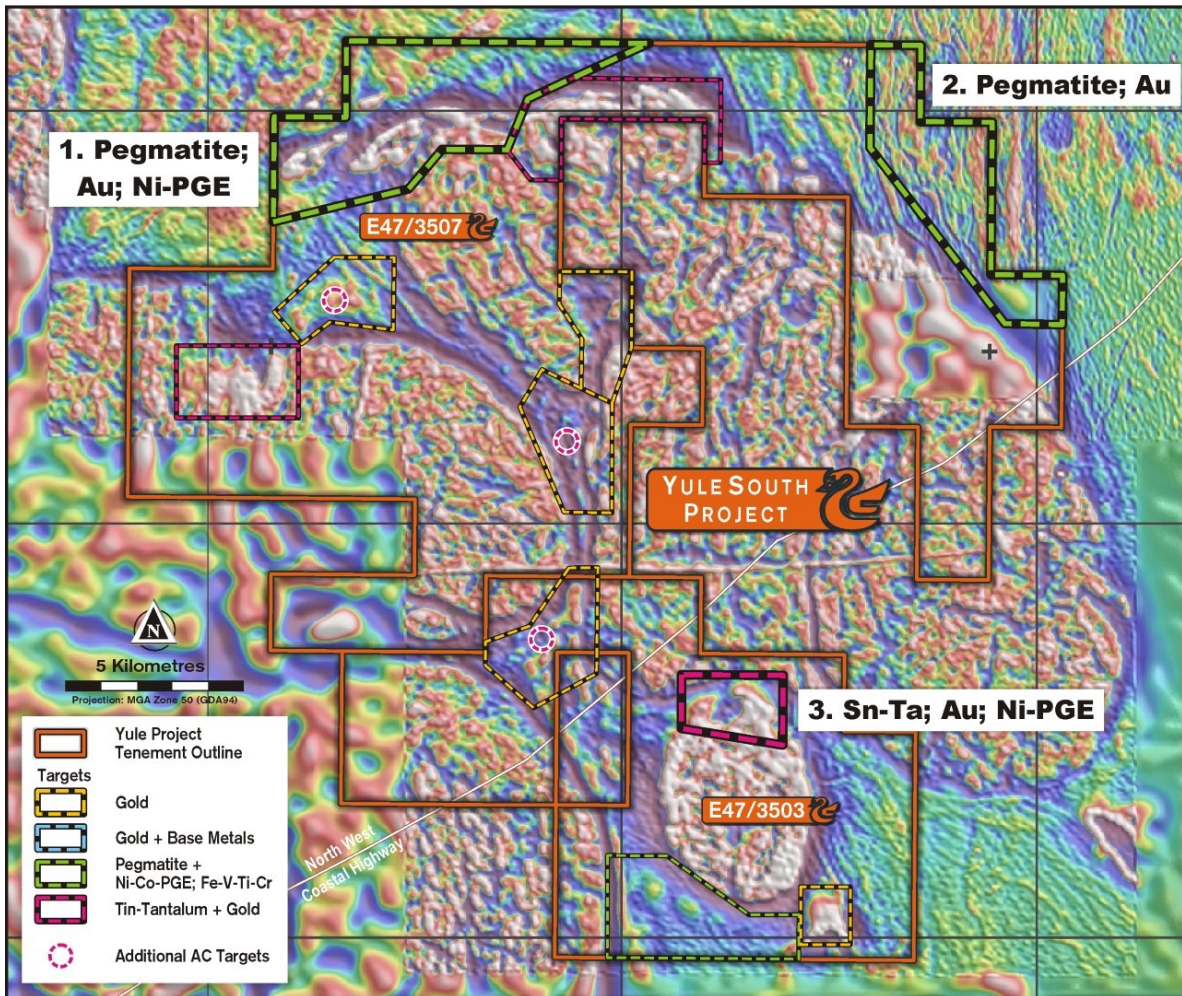 2. Pegmatite; Au
1. Pegmatite;
Au; Ni-PGE
E47/3507
YULE SOUTH
PROJECT
N
5 Kilometres
Projection: MGA Zone 50 (GDA94)
3. Sn-Ta; Au; Ni-PGE
E47/3503
North West
Coastal Highway
Yule Project
Tenement Outline
Targets
Gold
Gold + Base Metals
Pegmatite +
Ni-Co-PGE; Fe-V-Ti-Cr
Tin-Tantalum + Gold
Additional AC Targets